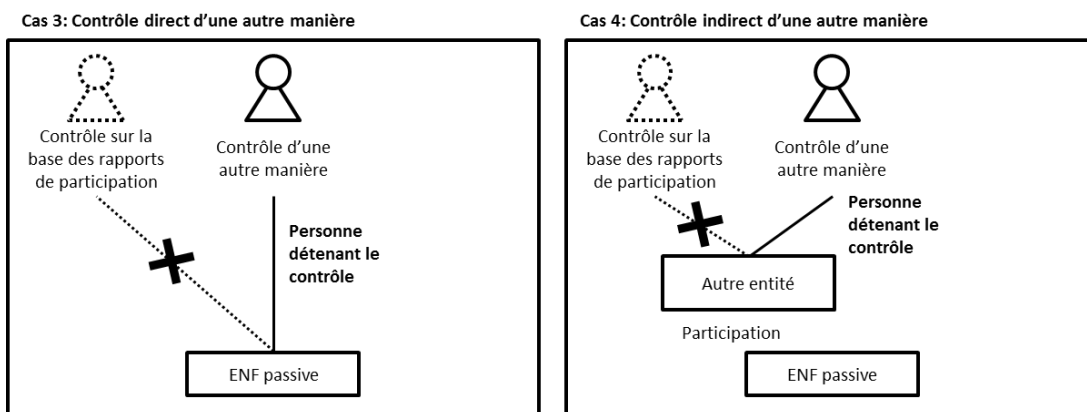 Cas 3: Contrôle direct d’une autre manière
Contrôle sur la
base des rapports
de participation
Contrôle d’une
autre manière
Personne
détenant le
contrôle
ENF passive
Cas 4: Contrôle indirect d’une autre manière
Contrôle sur la
base des rapports
de participation
Contrôle d’une
autre manière
Personne
détenant le
contrôle
Autre entité
Participation
ENF passive